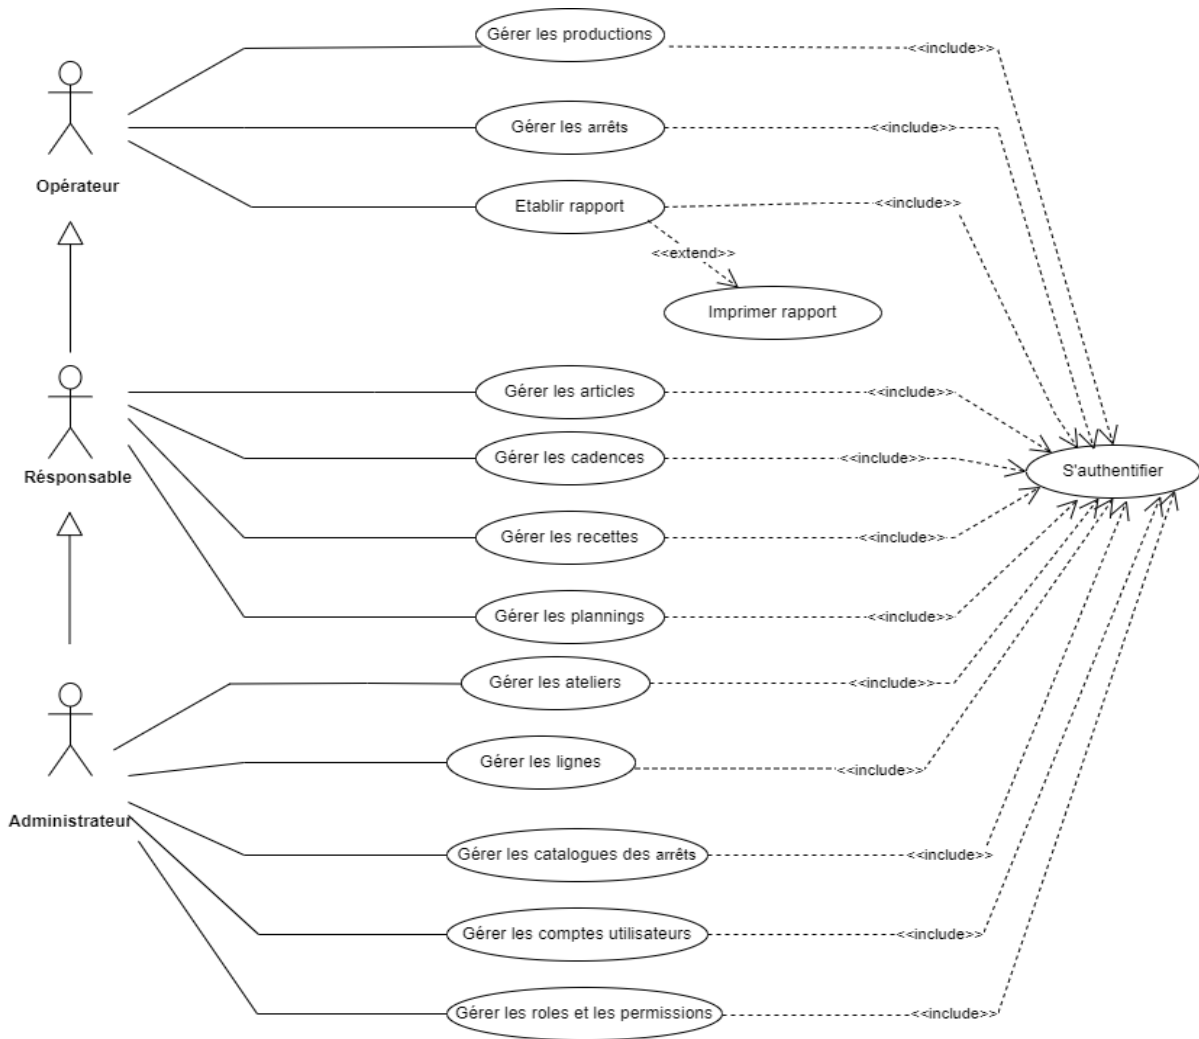 Gérer les productions
<<include>>
Gérer les arrêts
<<include>>
Opérateur
Etablir rapport
<<include>>
<<extend>>
Imprimer rapport
Gérer les articles
<<include>>
Gérer les cadences
<<include>>
S'authentifier
Résponsable
Gérer les recettes
<<include>>
Gérer les plannings
<<include>>
Gérer les ateliers
<<include>>
Gérer les lignes
<<include>>
Administrateur
Gérer les catalogues des arrêts
<<include>>
Gérer les comptes utilisateurs
<<include>>
Gérer les roles et les permissions
<<include>>